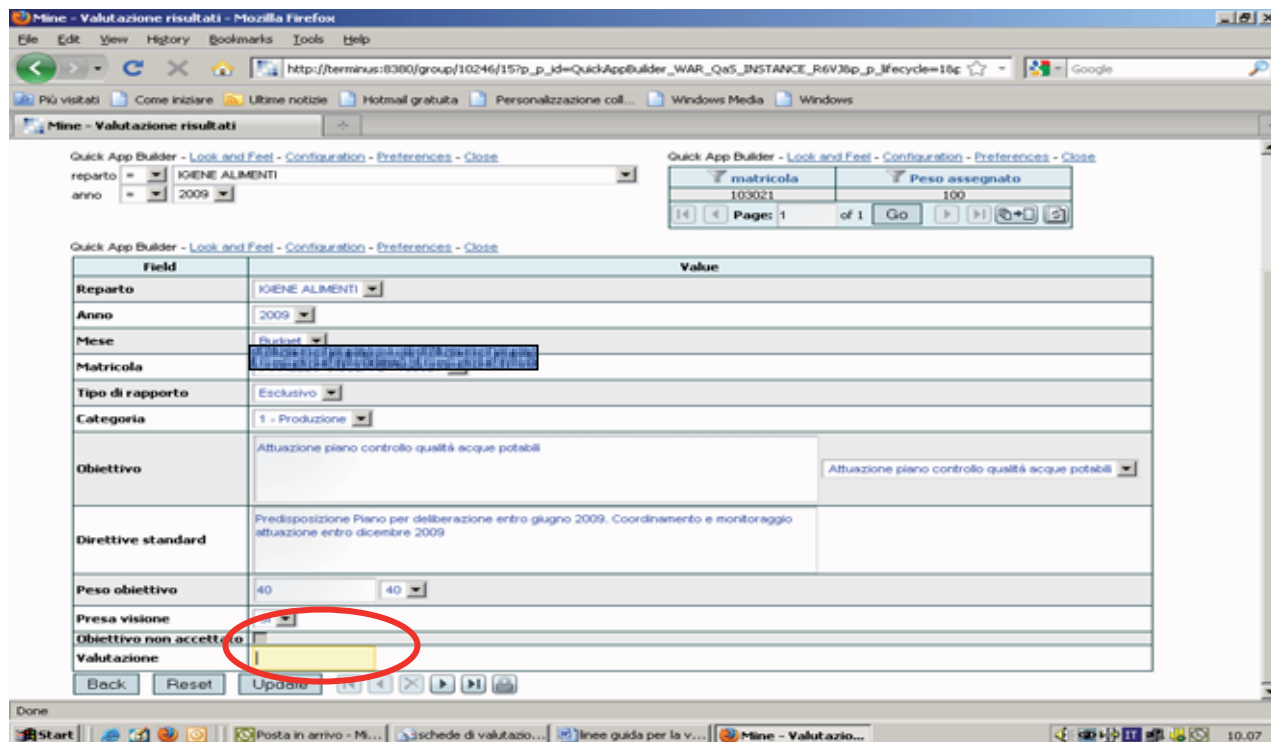 Mine - Valutazione risultati - Mozilla Firefox
File Edit View History Bookmarks Tools Help
http://terminus:8380/group/10246/15?p_p_id=QuickAppBuilder_WAR_Qa5_INSTANCE_R6VJ&p_p_lifecycle=1&p Google
Più visitati Come iniziare Ultime notizie Hotmail gratuita Personalizzazione coll... Windows Media Windows
Mine - Valutazione risultati
Quick App Builder - Look and Feel - Configuration - Preferences - Close
reparto = IGIENE ALIMENTI
anno = 2009
Quick App Builder - Look and Feel - Configuration - Preferences - Close
matricola Peso assegnato
103021 100
Page: 1 of 1 Go
Quick App Builder - Look and Feel - Configuration - Preferences - Close
Field Value
Reparto IGIENE ALIMENTI
Anno 2009
Mese Budget
Matricola
Tipo di rapporto Esclusivo
Categoria 1 - Produzione
Obiettivo Attuazione piano controllo qualità acque potabili Attuazione piano controllo qualità acque potabili
Direttive standard Predisposizione Piano per deliberazione entro giugno 2009. Coordinamento e monitoraggio
attuazione entro dicembre 2009
Peso obiettivo 40 40
Presa visione
Obiettivo non accettato
Valutazione
Back Reset Update
Done
Start Posta in arrivo - Mi... schede di valutazio... linee guida per la v... Mine - Valutazio... IT 10.07